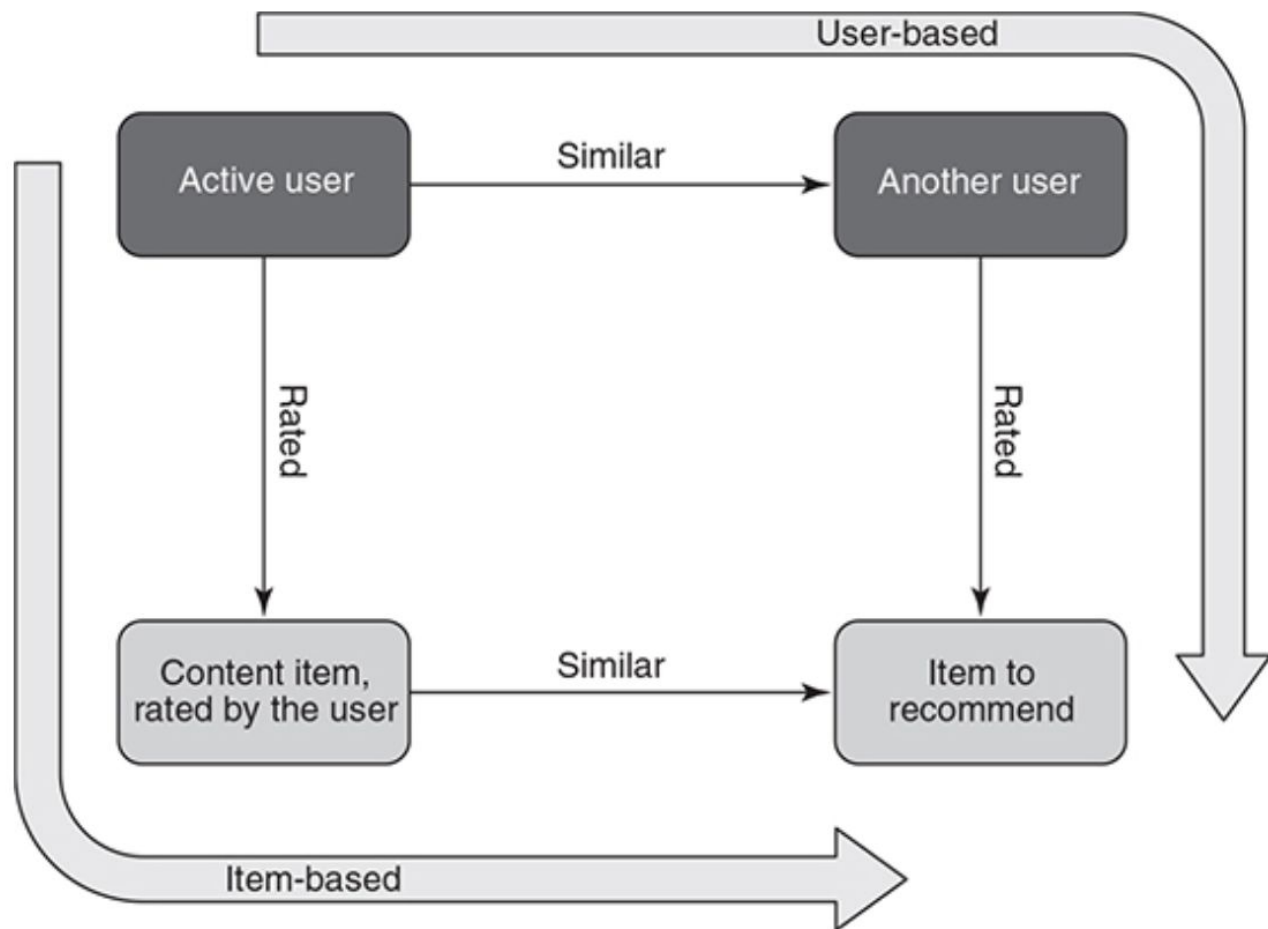 User-based
Active user
Similar
Another user
Rated
Rated
Content item,
rated by the user
Similar
Item to
recommend
Item-based